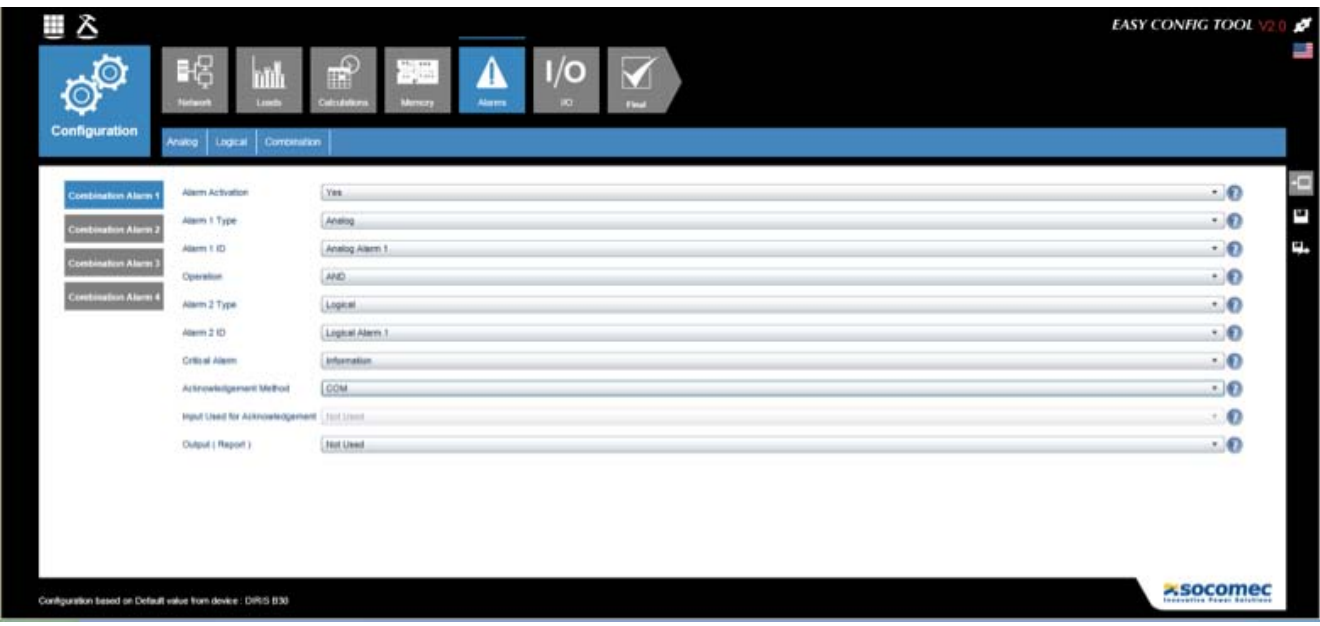 EASY CONFIG TOOL V2.0
Configuration
Network
Loads
Calculations
Memory
Alarms
I/O
I/O
Final
Analog
Logical
Combination
Combination Alarm 1
Combination Alarm 2
Combination Alarm 3
Combination Alarm 4
Alarm Activation Yes
Alarm 1 Type Analog
Alarm 1 ID Analog Alarm 1
Operation AND
Alarm 2 Type Logical
Alarm 2 ID Logical Alarm 1
Critical Alarm Information
Acknowledgement Method COM
Input Used for Acknowledgement Not Used
Output ( Report ) Not Used
Configuration based on Default value from device : DIRIS B30
socomec
Innovative Power Solutions